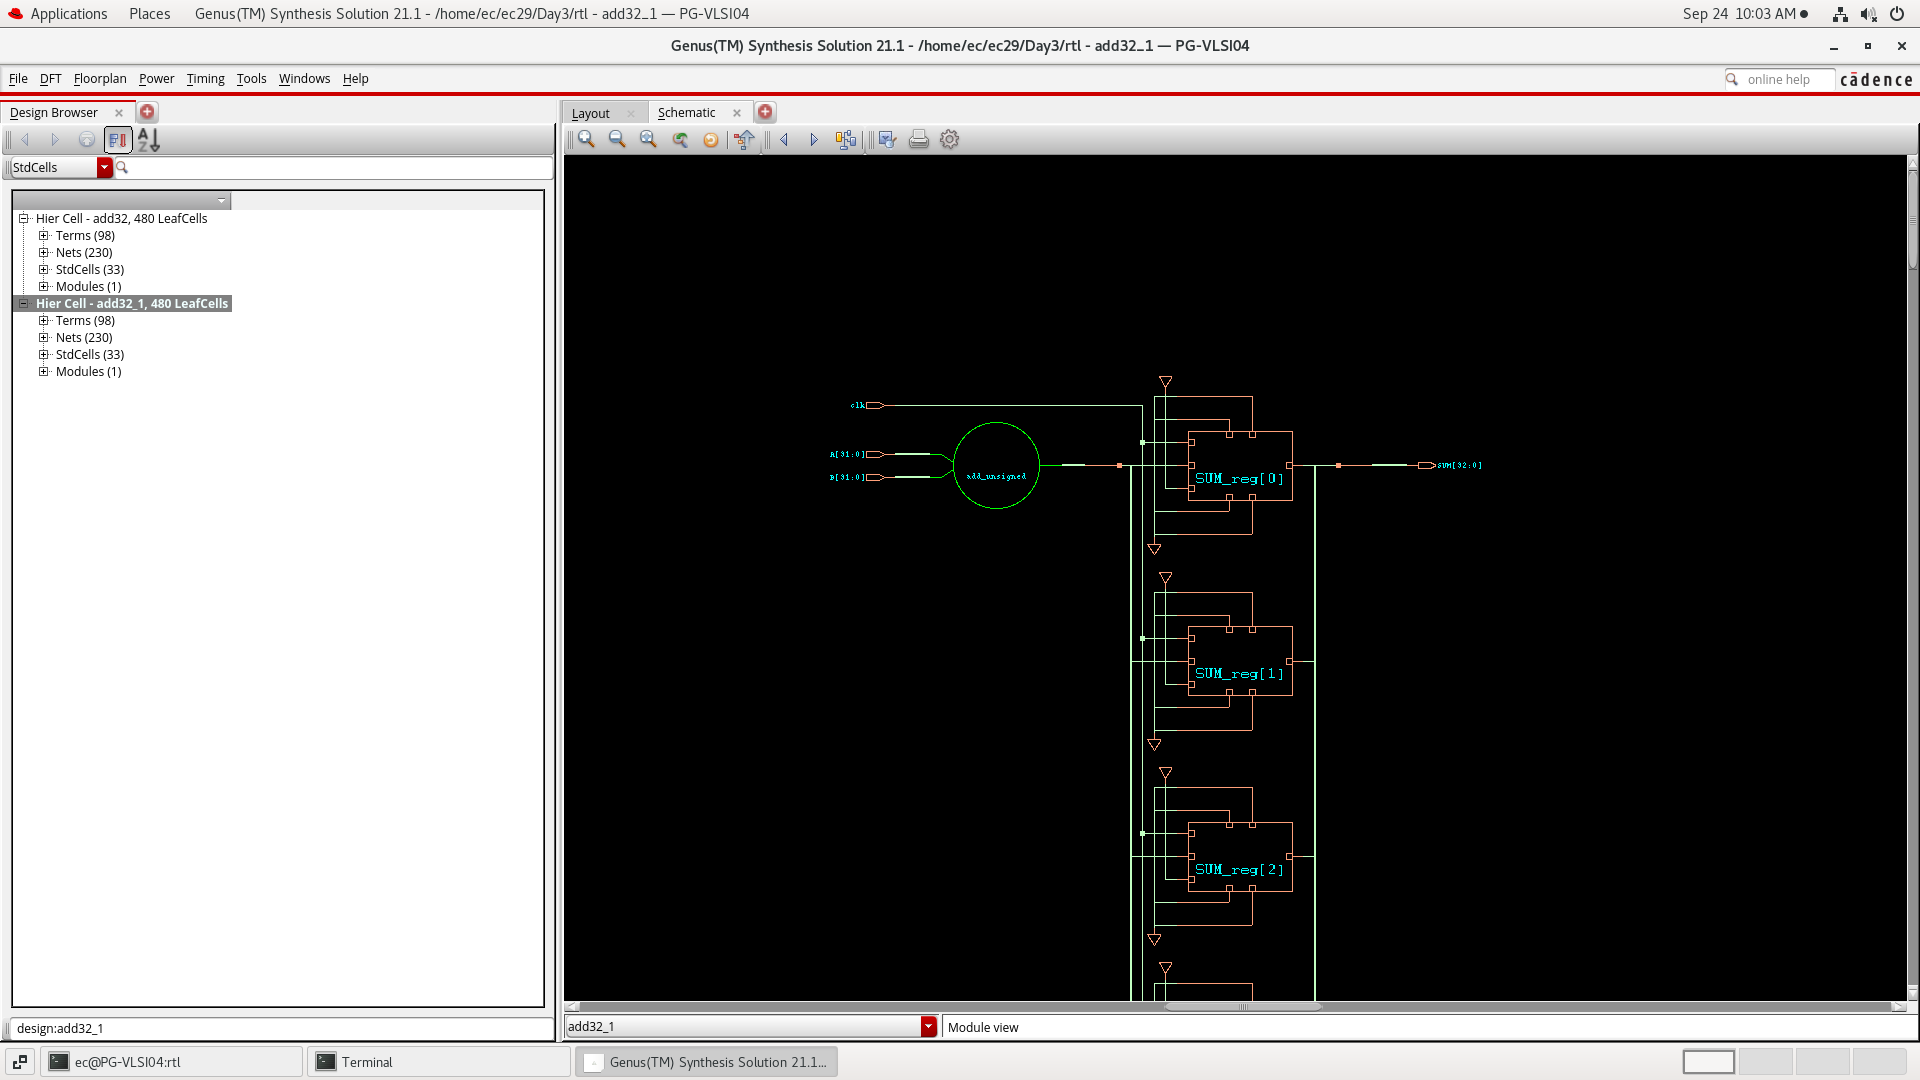 Applications Places Genus(TM) Synthesis Solution 21.1 - /home/ec/ec29/Day3/rtl - add32_1 — PG-VLSI04 Sep 24 10:03 AM
Genus(TM) Synthesis Solution 21.1 - /home/ec/ec29/Day3/rtl - add32_1 — PG-VLSI04
File DFT Floorplan Power Timing Tools Windows Help online help cādence
Design Browser
Layout Schematic
StdCells
Hier Cell - add32, 480 LeafCells
Terms (98)
Nets (230)
StdCells (33)
Modules (1)
Hier Cell - add32_1, 480 LeafCells
Terms (98)
Nets (230)
StdCells (33)
Modules (1)
clk
A[31:0]
B[31:0]
add_unsigned
SUM_reg[0]
SUM[32:0]
SUM_reg[1]
SUM_reg[2]
design:add32_1
add32_1 Module view
ec@PG-VLSI04:rtl Terminal Genus(TM) Synthesis Solution 21.1...